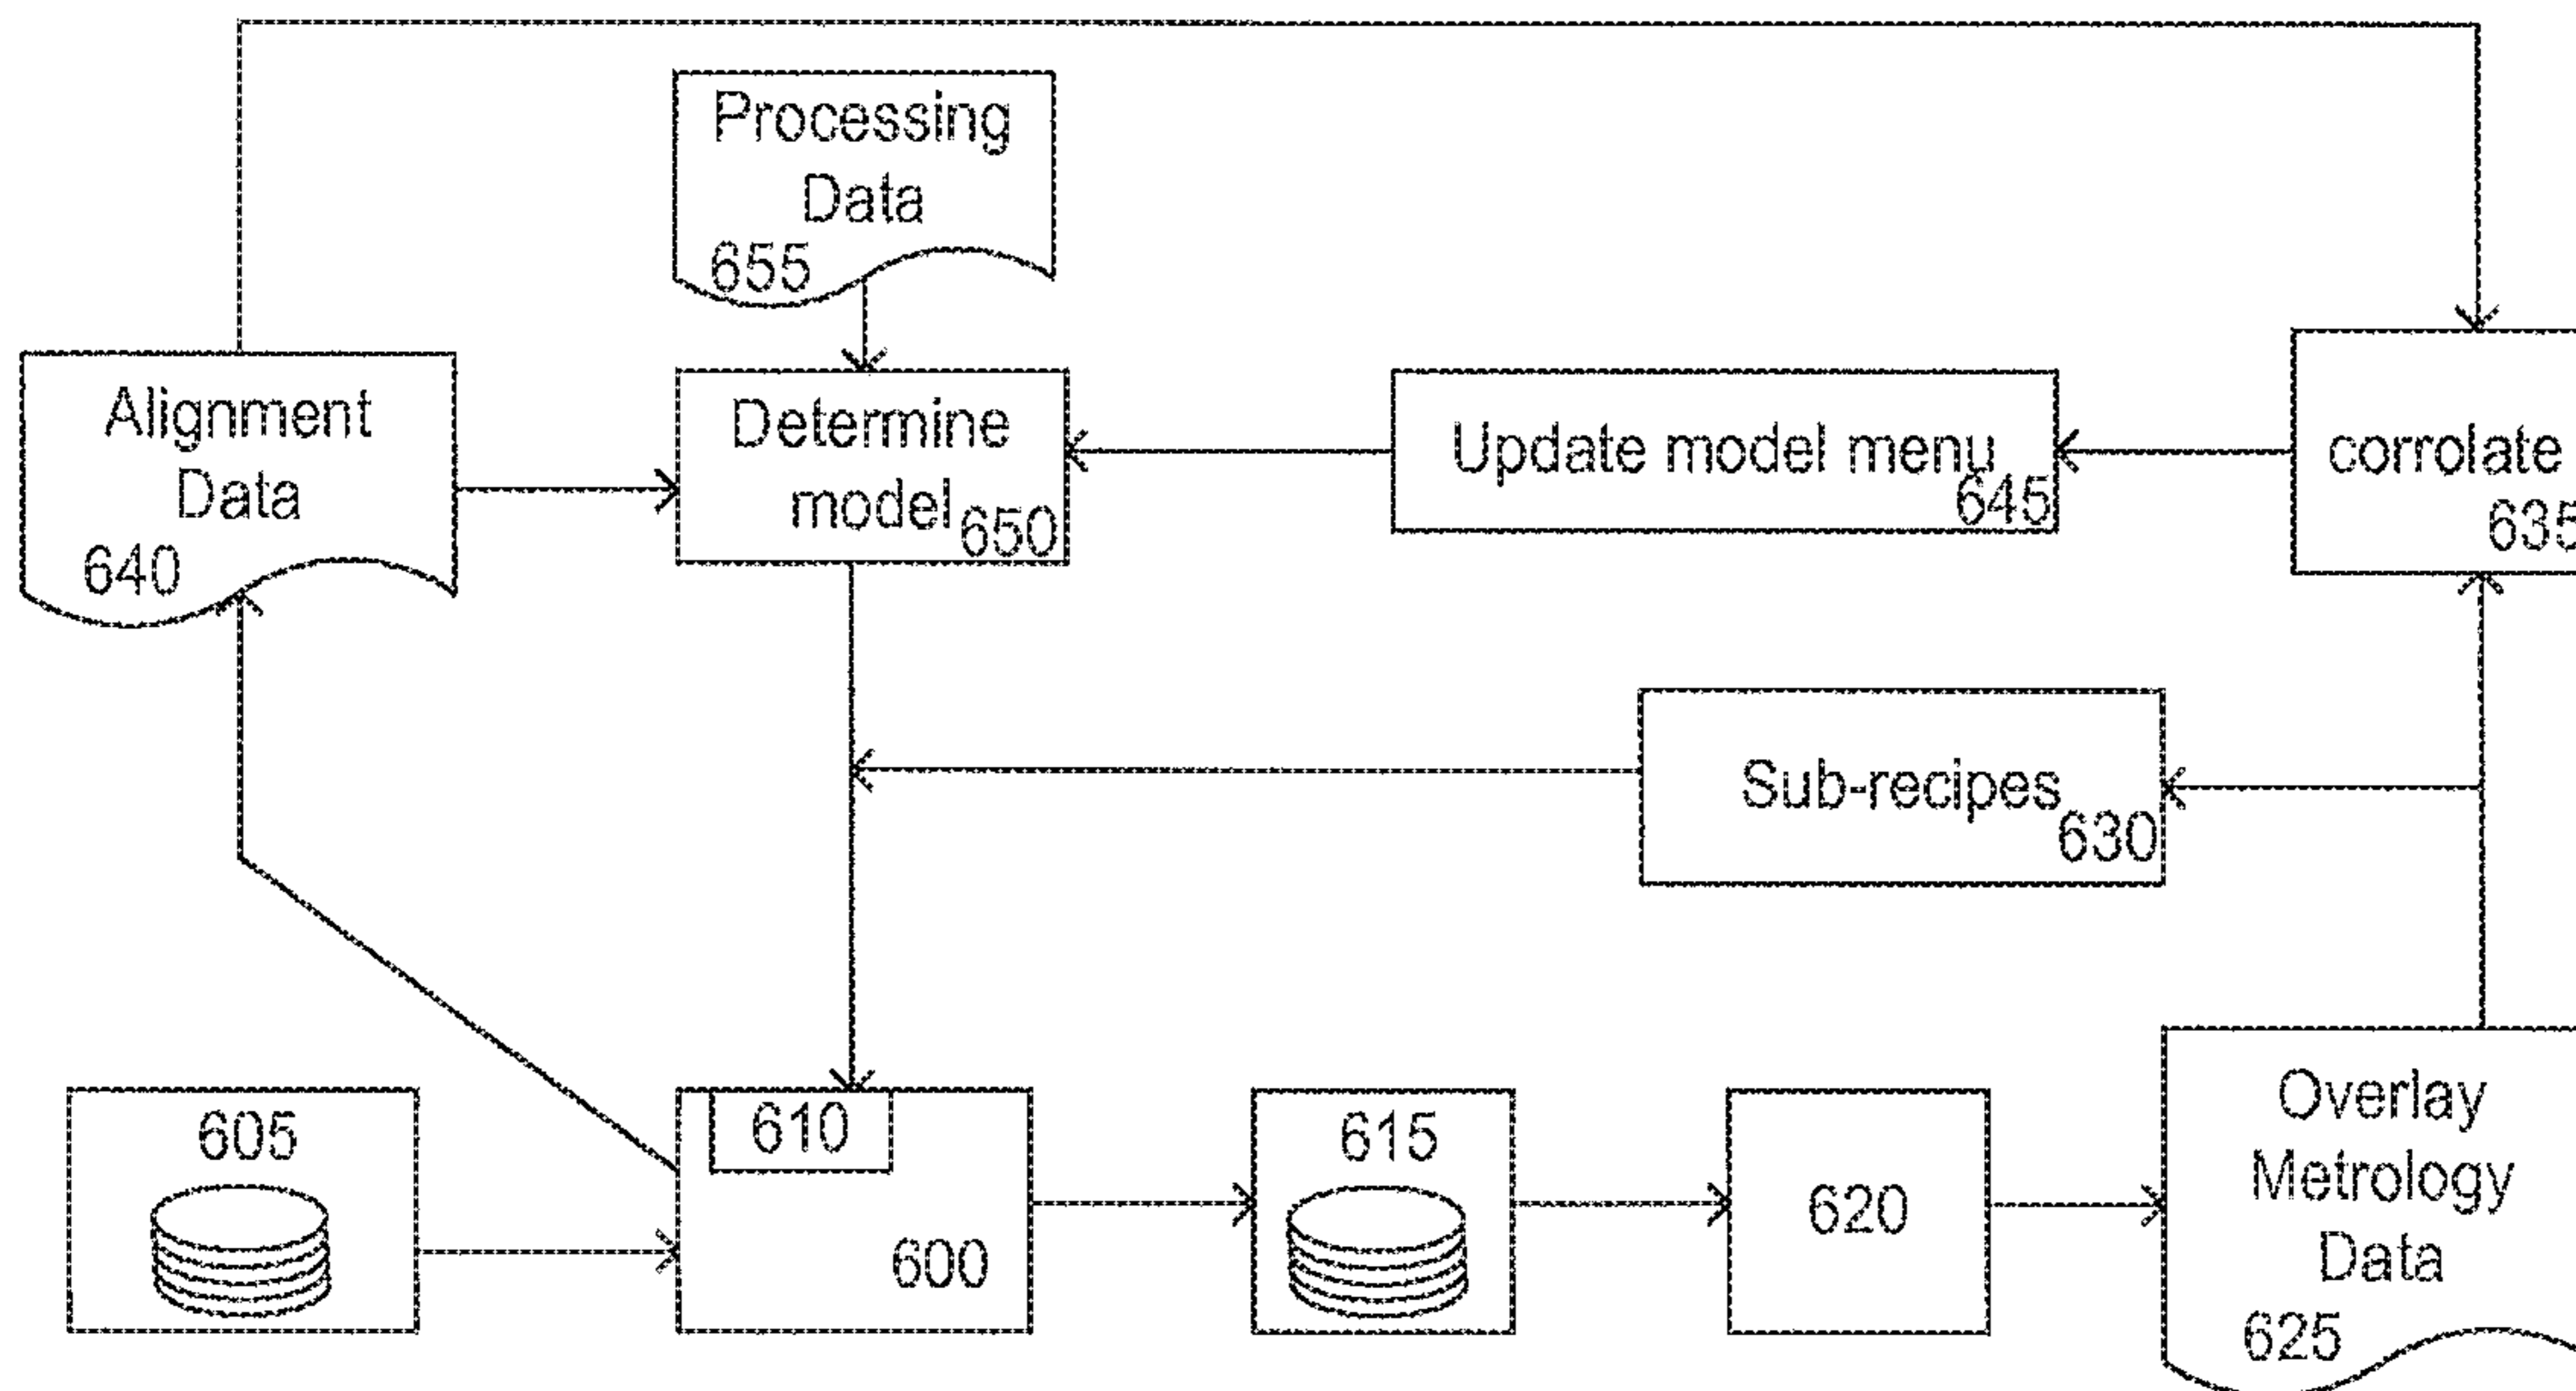 Processing
Data
655
Alignment
Data
640
Determine
model
650
Update model menu
645
corrolate
635
Sub-recipes
630
605
610
600
615
620
Overlay
Metrology
Data
625